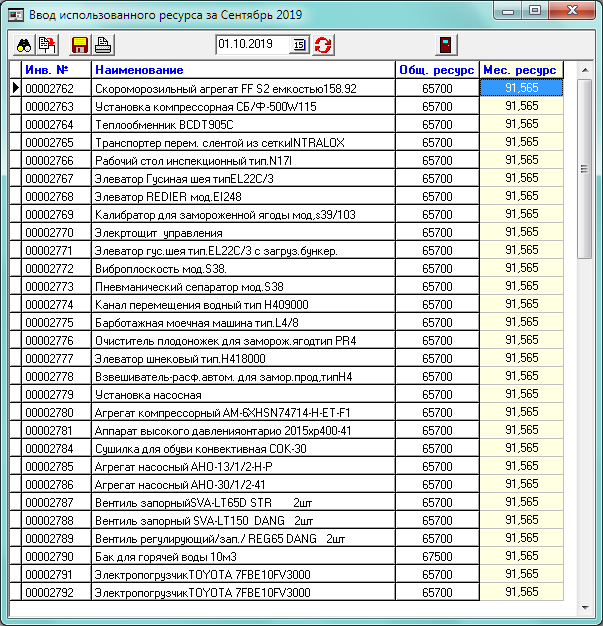 Ввод использованного ресурса за Сентябрь 2019
01.10.2019 15
Инв. № Наименование Общ. ресурс Мес. ресурс
00002762 Скороморозильный агрегат FF S2 емкостью158.92 65700 91,565
00002763 Установка компрессорная СБ/Ф-500W115 65700 91,565
00002764 Теплообменник BCDT905C 65700 91,565
00002765 Транспортер перем. слентой из сеткиINTRALOX 65700 91,565
00002766 Рабочий стол инспекционный тип.N17I 65700 91,565
00002767 Элеватор Гусиная шея типEL22C/3 65700 91,565
00002768 Элеватор REDIER мод.EI248 65700 91,565
00002769 Калибратор для замороженной ягоды мод,s39/103 65700 91,565
00002770 Элекртощит  управления 65700 91,565
00002771 Элеватор гус.шея тип.EL22C/3 с загруз.бункер. 65700 91,565
00002772 Виброплоскость мод.S38. 65700 91,565
00002773 Пневманический сепаратор мод.S38 65700 91,565
00002774 Канал перемещения водный тип H409000 65700 91,565
00002775 Барботажная моечная машина тип.L4/8 65700 91,565
00002776 Очиститель плодоножек для заморож.ягодтип PR4 65700 91,565
00002777 Элеватор шнековый тип.H418000 65700 91,565
00002778 Взвешиватель-расф.автом. для замор.прод,типH4 65700 91,565
00002779 Установка насосная 65700 91,565
00002780 Агрегат компрессорный AM-6XHSN74714-H-ET-F1 65700 91,565
00002781 Аппарат высокого давленияонтарио 2015хр400-41 65700 91,565
00002784 Сушилка для обуви конвективная СОК-30 65700 91,565
00002785 Агрегат насосный АНО-13/1/2-Н-Р 65700 91,565
00002786 Агрегат насосный АНО-30/1/2-41 65700 91,565
00002787 Вентиль запорныйSVA-LT65D STR 2шт 65700 91,565
00002788 Вентиль запорный SVA-LT150 DANG 2шт 65700 91,565
00002789 Вентиль регулирующий/зап./ REG65 DANG 2шт 65700 91,565
00002790 Бак для горячей воды 10м3 67500 91,565
00002791 ЭлектропогрузчикTOYOTA 7FBE10FV3000 65700 91,565
00002792 ЭлектропогрузчикTOYOTA 7FBE10FV3000 65700 91,565